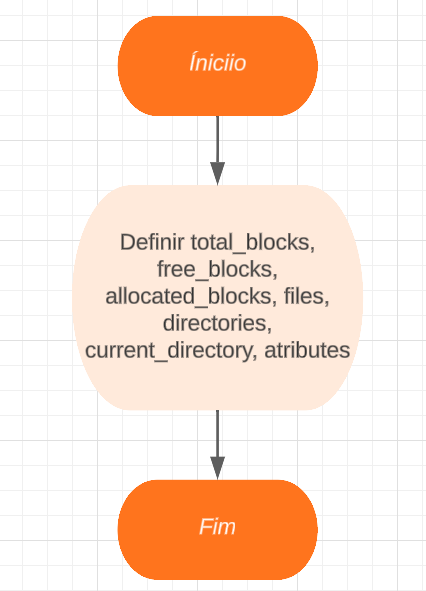 Íniciio
Definir total_blocks,
free_blocks,
allocated_blocks, files,
directories,
current_directory, atributes
Fim